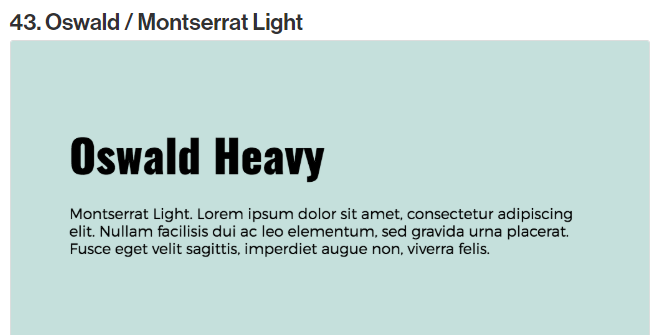 43. Oswald / Montserrat Light
Oswald Heavy
Montserrat Light. Lorem ipsum dolor sit amet, consectetur adipiscing
elit. Nullam facilisis dui ac leo elementum, sed gravida urna placerat.
Fusce eget velit sagittis, imperdiet augue non, viverra felis.